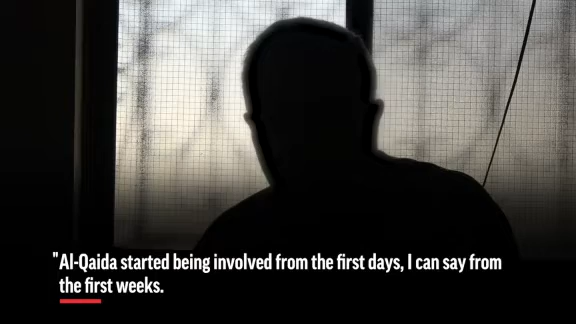 "Al-Qaida started being involved from the first days, I can say from
the first weeks.